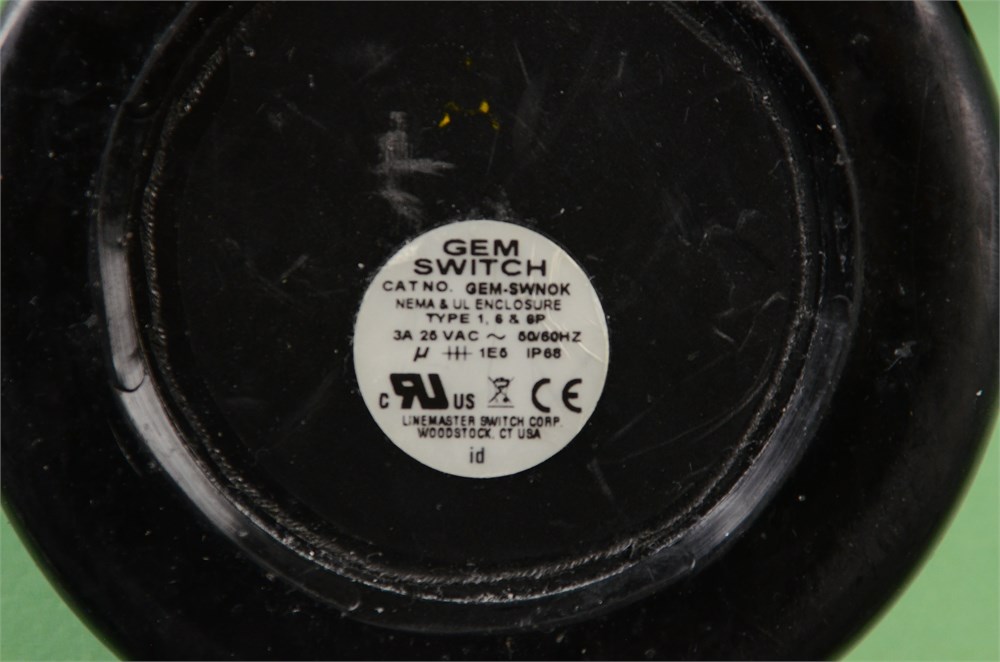 GEM
SWITCH
CAT NO. GEM-SWNOK
NEMA & UL ENCLOSURE
TYPE 1, 6 & 6P
3A 25 VAC ~ 50/60HZ
µ 1E5 IP68
C RU US CE
LINEMASTER SWITCH CORP.
WOODSTOCK, CT USA
id